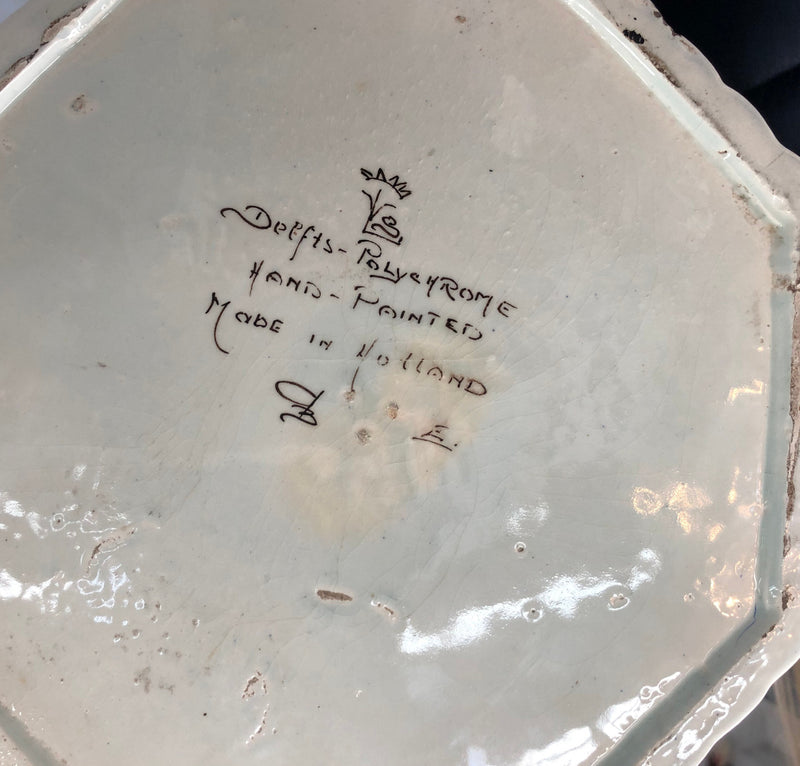 Delfts-Polychrome
Hand-Painted
Made in Holland
E.